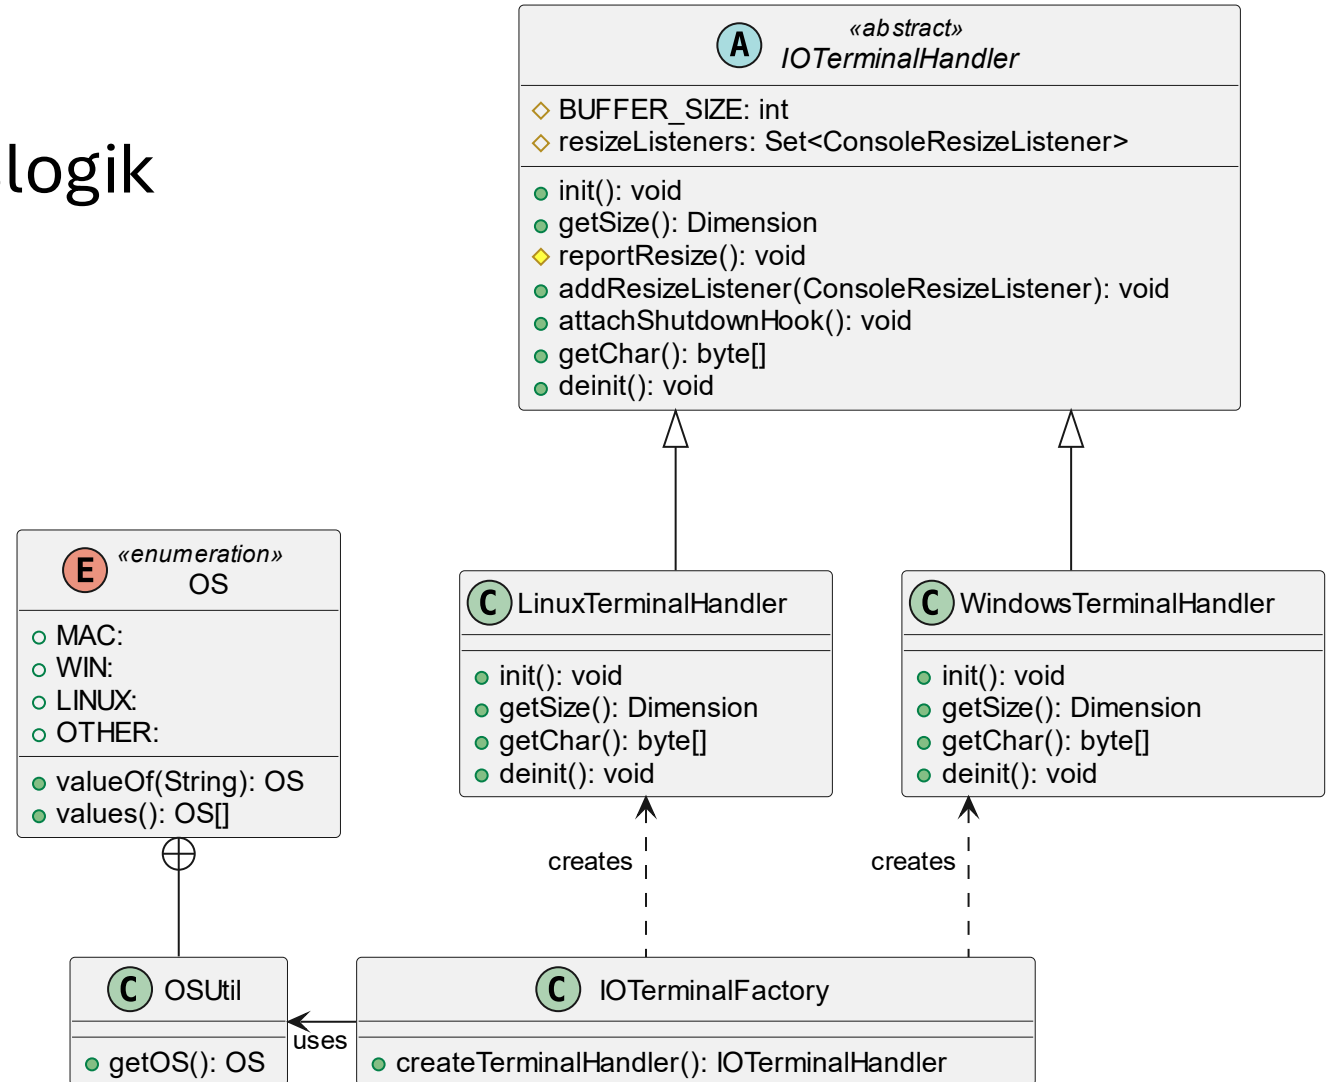 logik
A
«abstract»
IOTerminalHandler
BUFFER_SIZE: int
resizeListeners: Set<ConsoleResizeListener>
init(): void
getSize(): Dimension
reportResize(): void
addResizeListener(ConsoleResizeListener): void
attachShutdownHook(): void
getChar(): byte[]
deinit(): void
E
«enumeration»
OS
MAC:
WIN:
LINUX:
OTHER:
valueOf(String): OS
values(): OS[]
C LinuxTerminalHandler
init(): void
getSize(): Dimension
getChar(): byte[]
deinit(): void
C WindowsTerminalHandler
init(): void
getSize(): Dimension
getChar(): byte[]
deinit(): void
creates
creates
C OSUtil
getOS(): OS
uses
C IOTerminalFactory
createTerminalHandler(): IOTerminalHandler